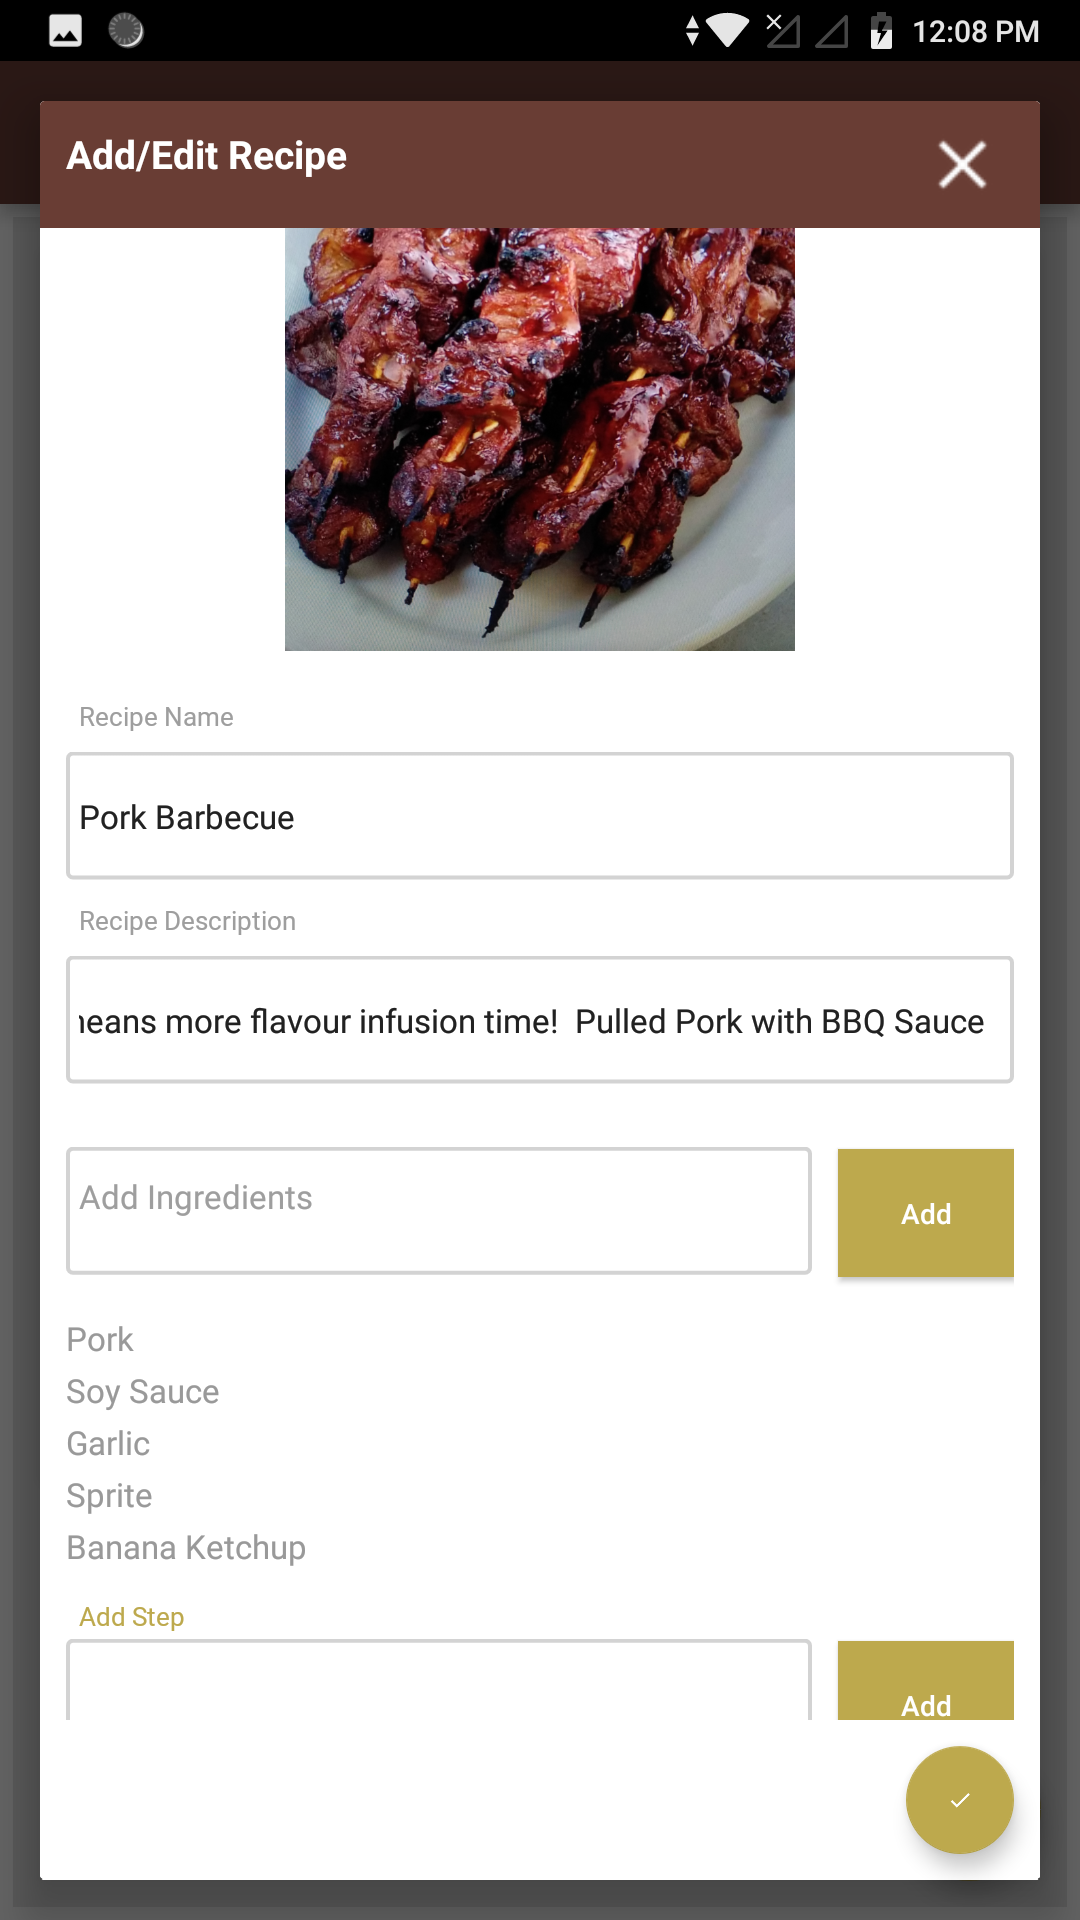 12:08 PM
Add/Edit Recipe
Recipe Name
Pork Barbecue
Recipe Description
more flavour infusion time!  Pulled Pork with BBQ Sauce
Add Ingredients
Add
Pork
Soy Sauce
Garlic
Sprite
Banana Ketchup
Add Step
Add